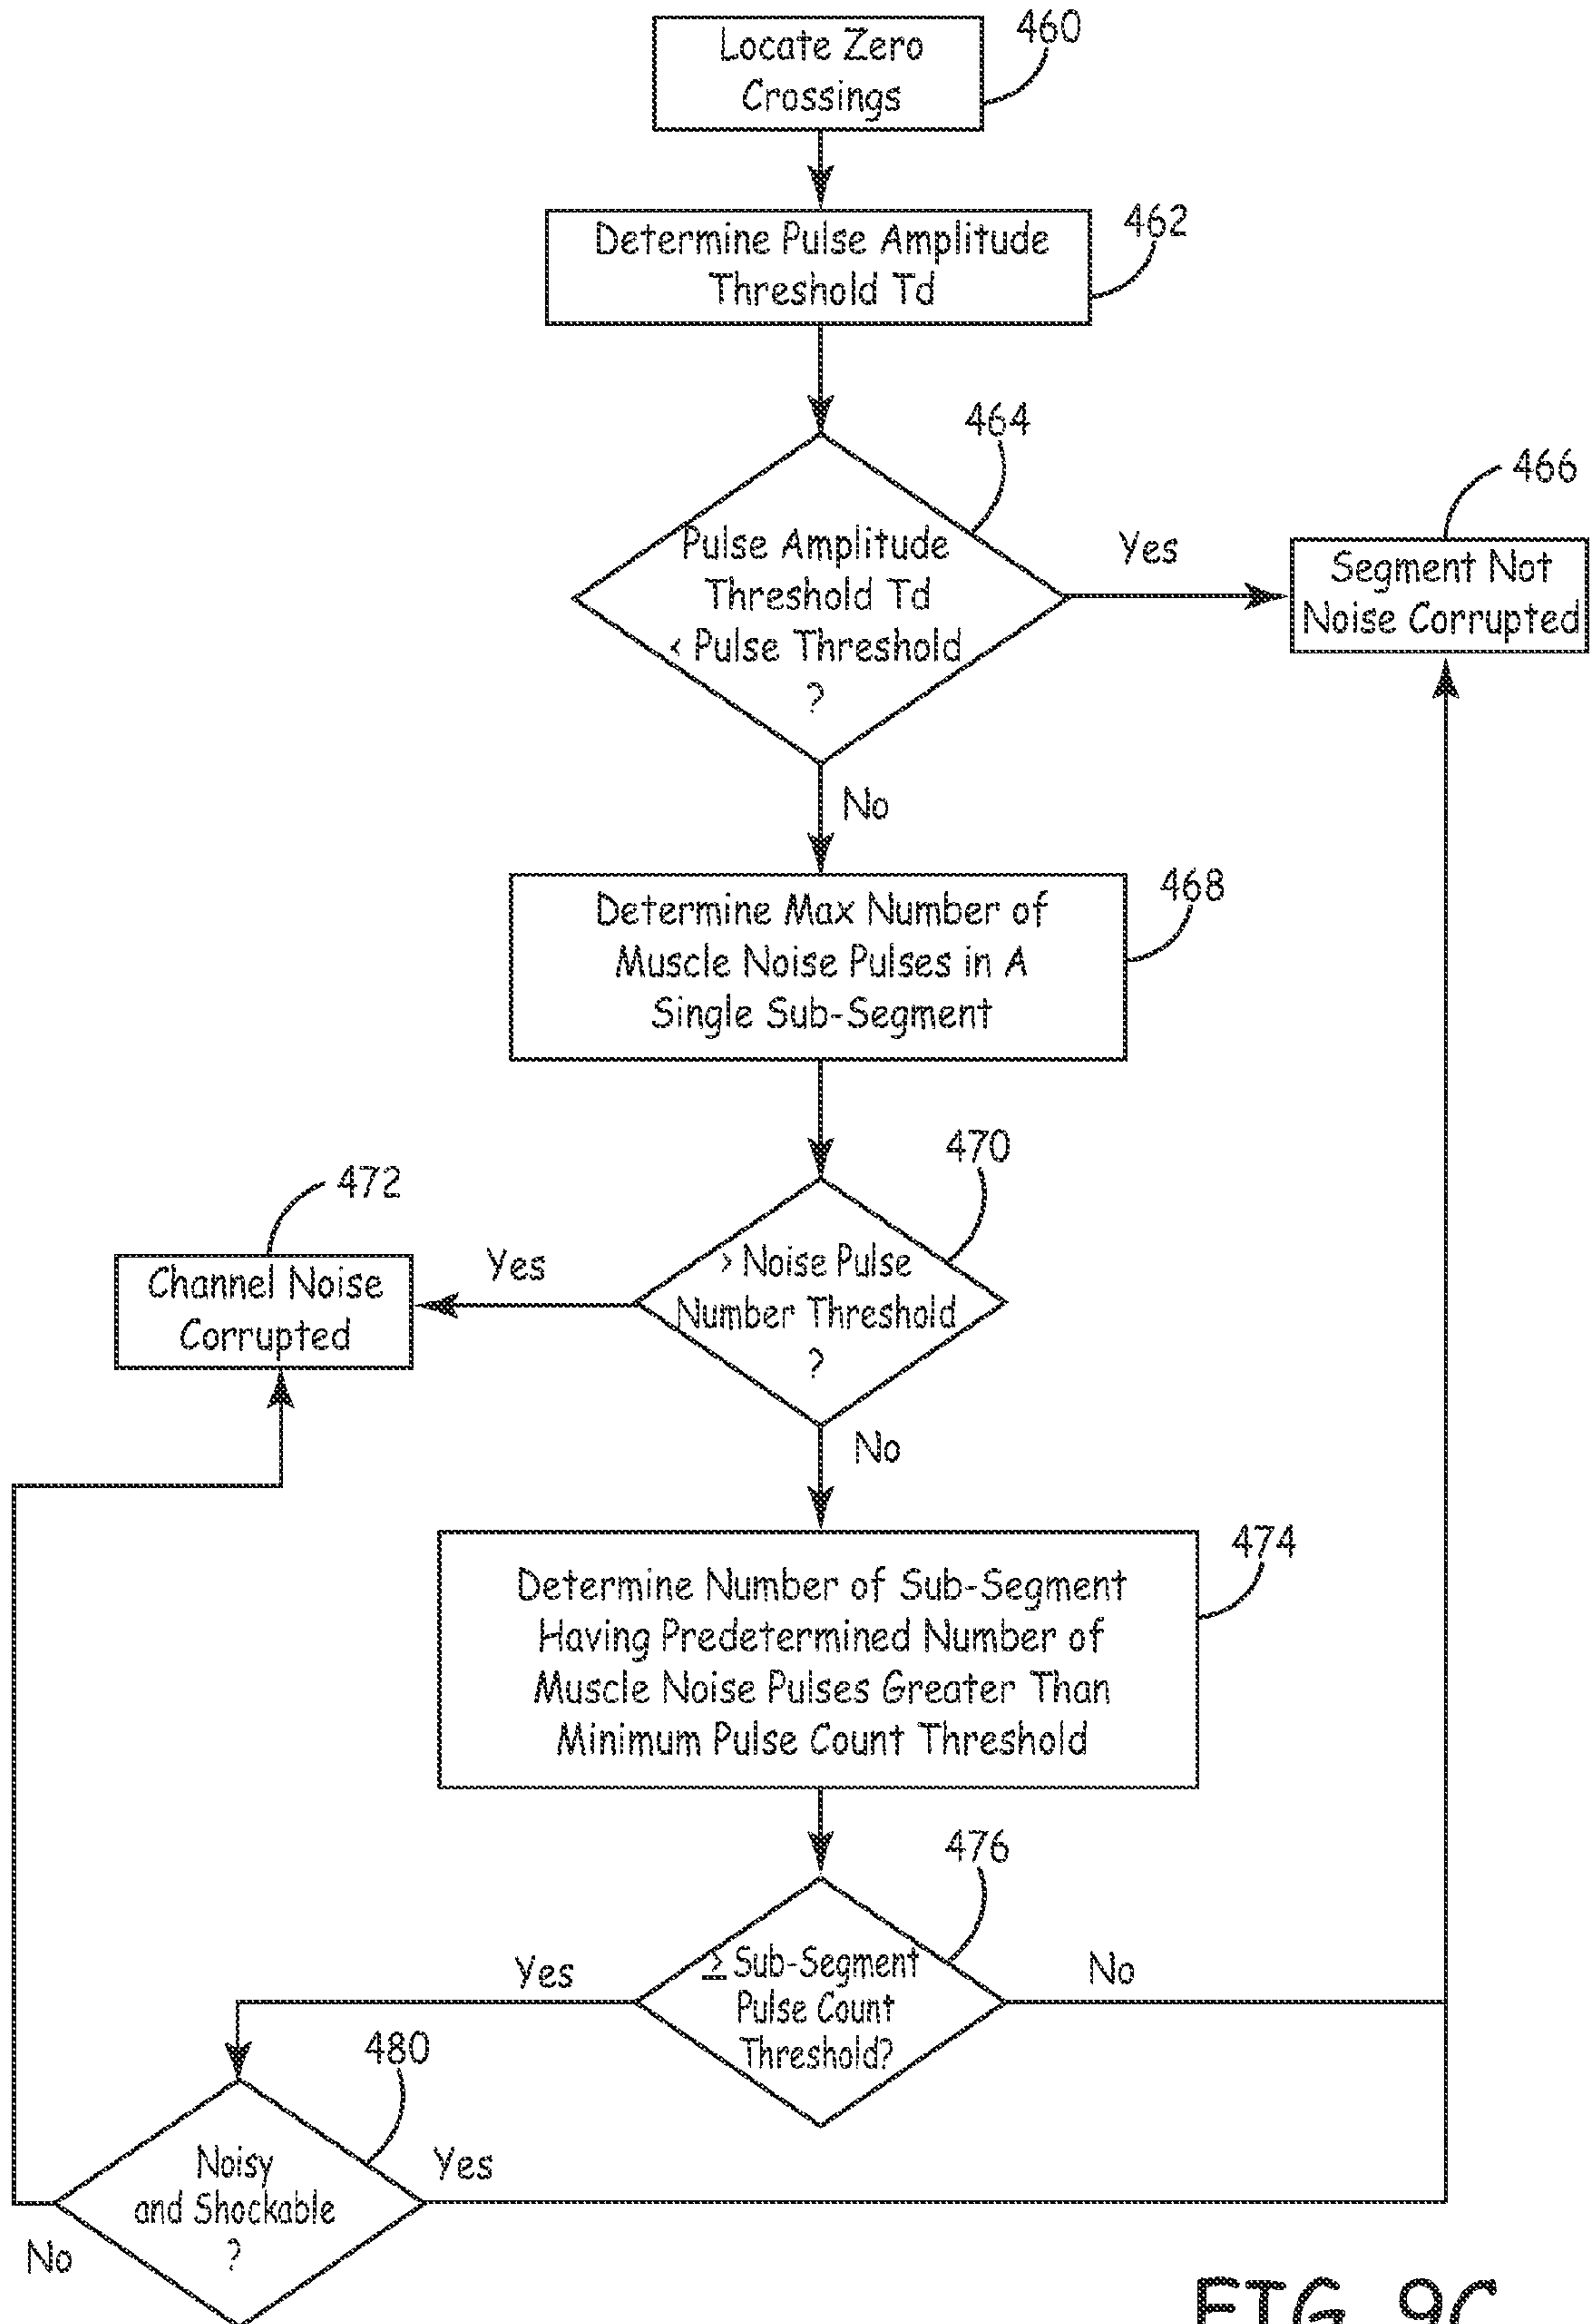 Locate Zero
Crossings
460
Determine Pulse Amplitude
Threshold Td
462
464
Pulse Amplitude
Threshold Td
< Pulse Threshold
?
Yes
466
Segment Not
Noise Corrupted
No
Determine Max Number of
Muscle Noise Pulses in A
Single Sub-Segment
468
470
> Noise Pulse
Number Threshold
?
Yes
472
Channel Noise
Corrupted
No
Determine Number of Sub-Segment
Having Predetermined Number of
Muscle Noise Pulses Greater Than
Minimum Pulse Count Threshold
474
476
≥ Sub-Segment
Pulse Count
Threshold?
Yes
No
480
Noisy
and Shockable
?
Yes
No
FIG. 9C